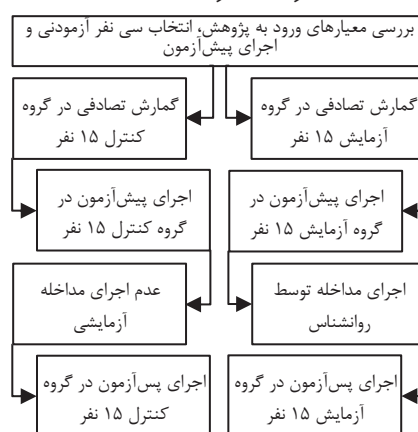 بررسی معیارهای ورود به پژوهش، انتخاب سی نفر آزمودنی و
اجرای پیش‌آزمون
گمارش تصادفی در گروه
آزمایش ۱۵ نفر
گمارش تصادفی در گروه
کنترل ۱۵ نفر
اجرای پیش‌آزمون در
گروه آزمایش ۱۵ نفر
اجرای پیش‌آزمون در
گروه کنترل ۱۵ نفر
اجرای مداخله توسط
روانشناس
عدم اجرای مداخله
آزمایشی
اجرای پس‌آزمون در گروه
آزمایش ۱۵ نفر
اجرای پس‌آزمون در گروه
کنترل ۱۵ نفر